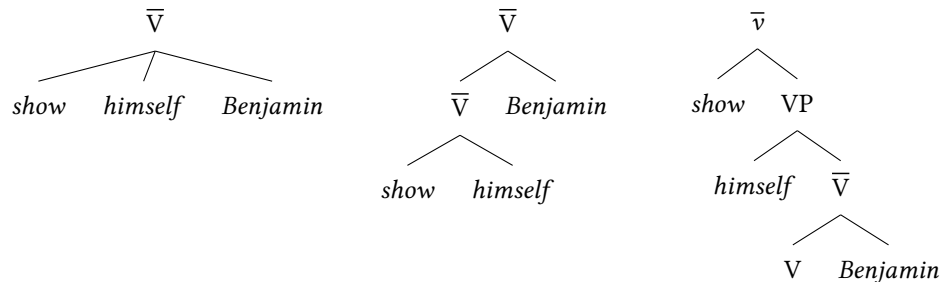 V̅ V̅ v̅
show himself Benjamin V̅ Benjamin show VP
show himself himself V̅
V Benjamin